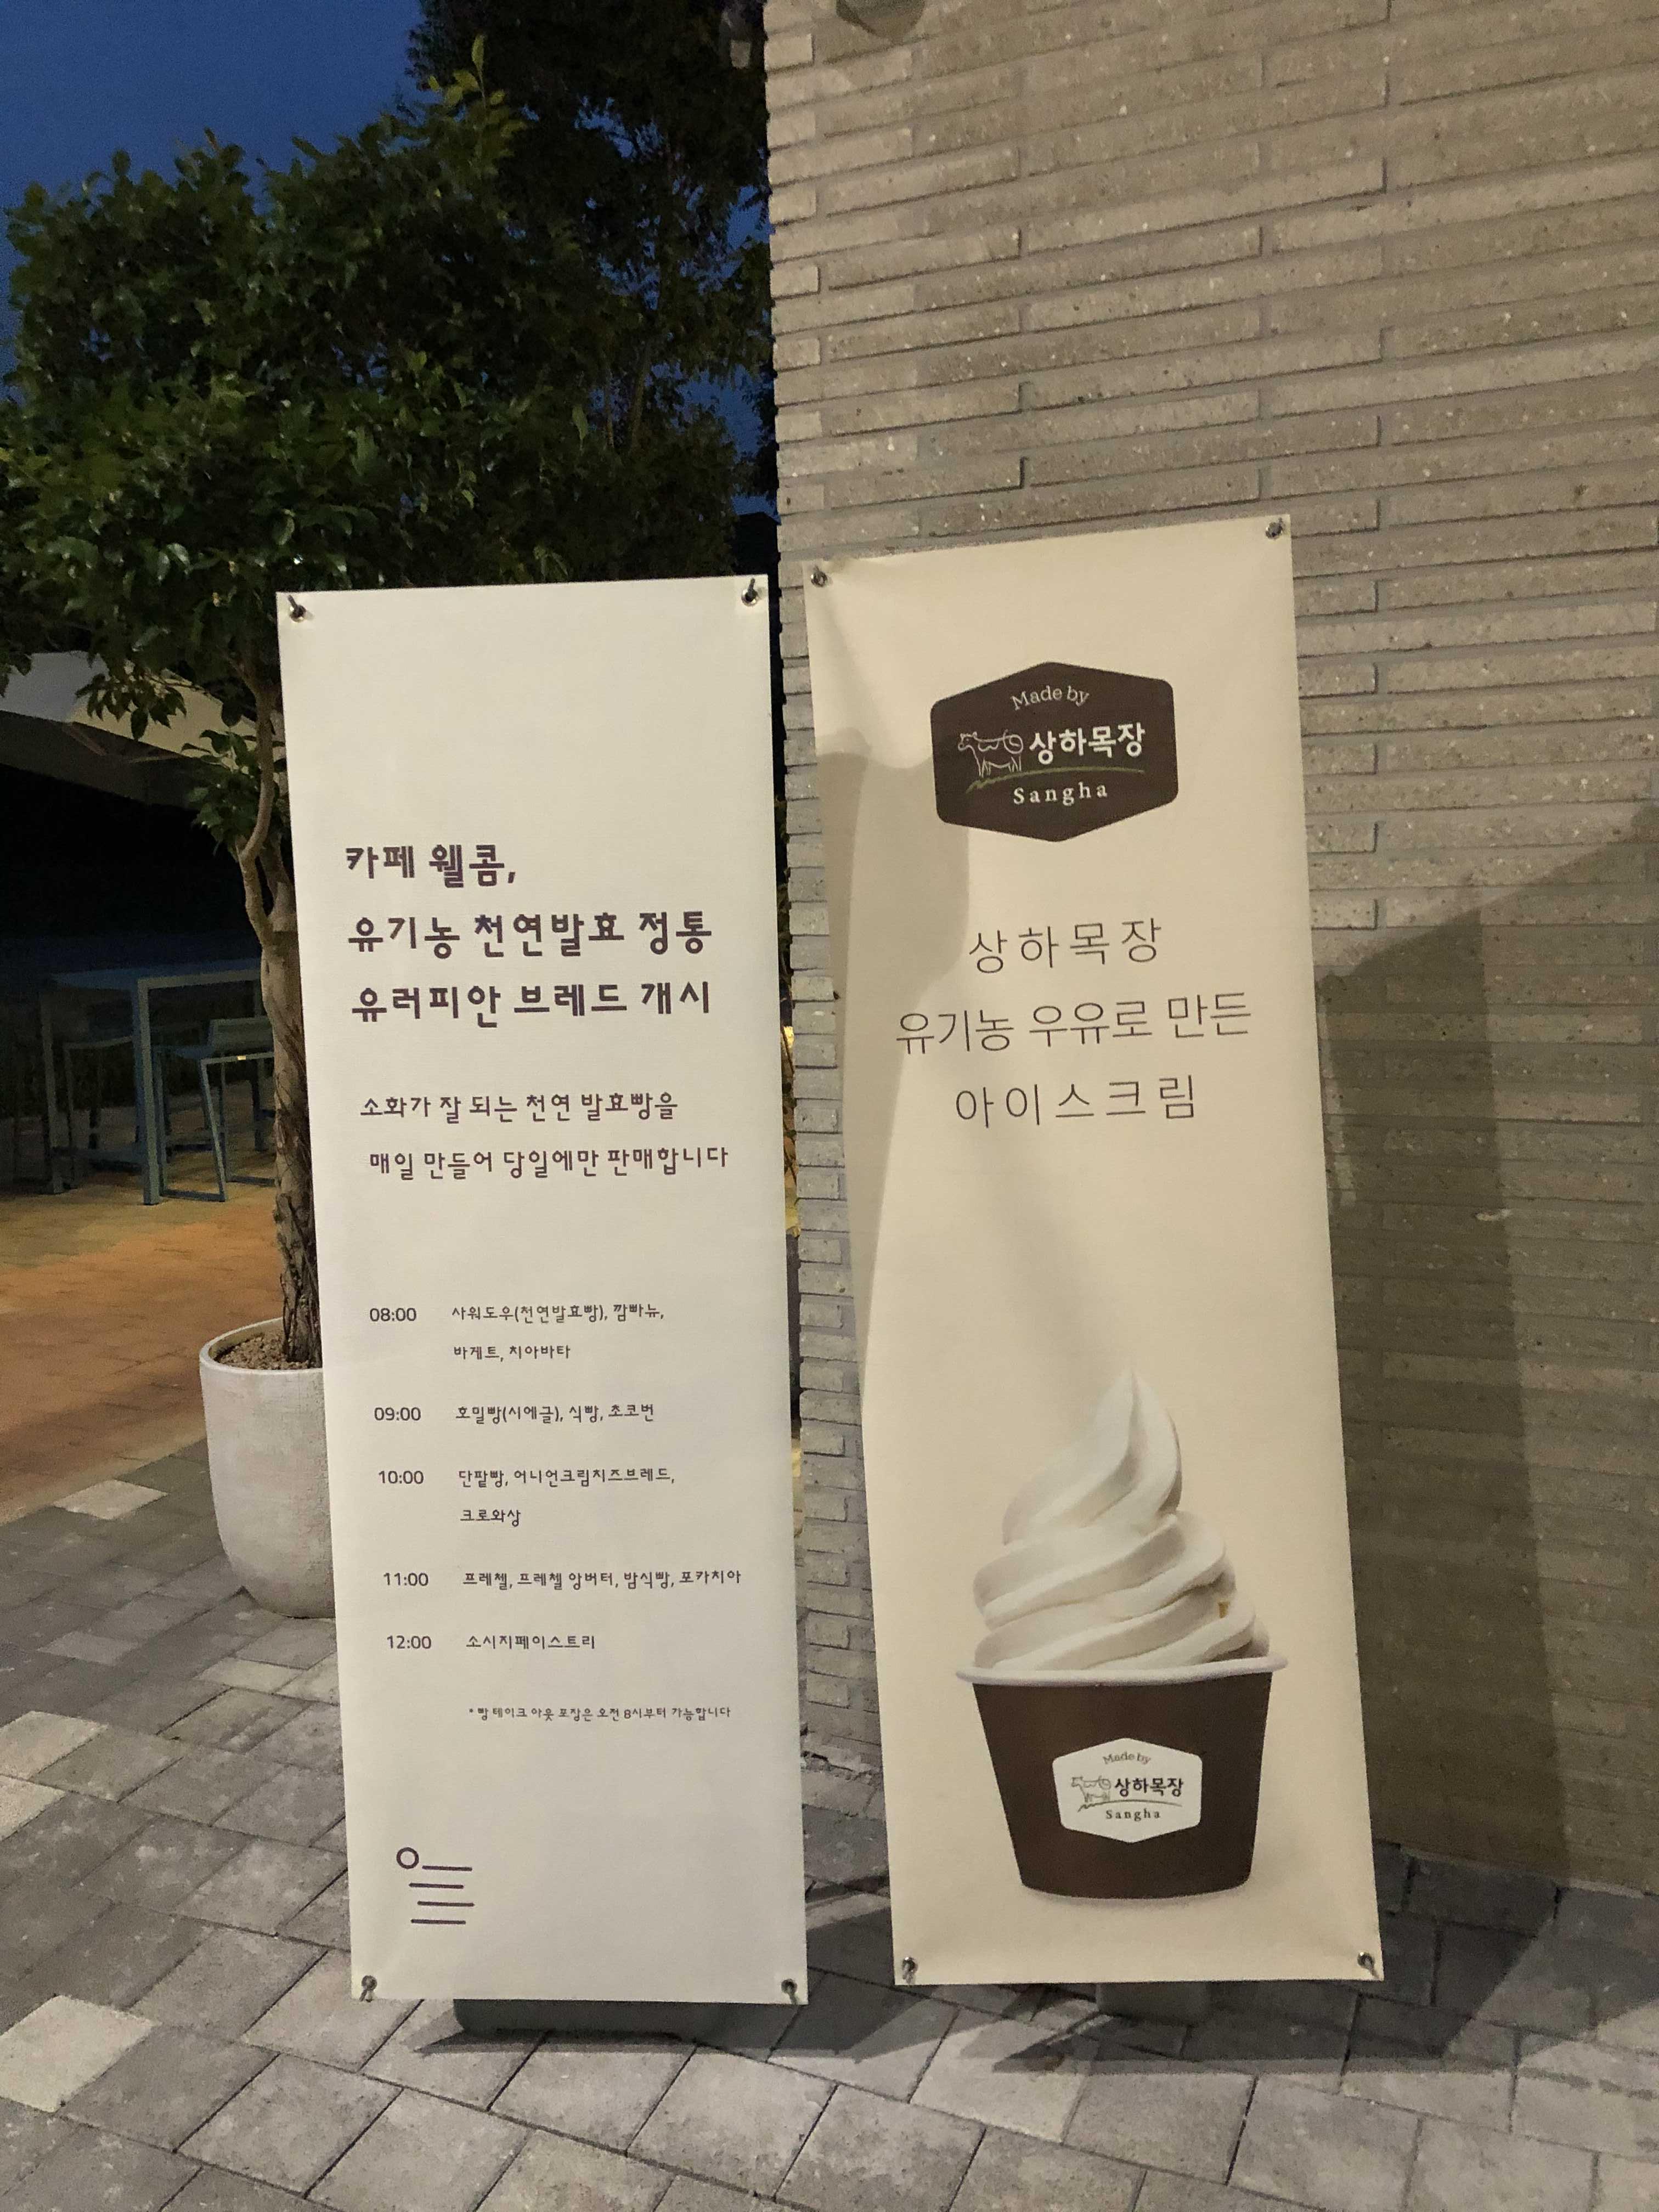 카페 웰콤,
유기농 천연발효 정통
유러피안 브레드 개시
소화가 잘 되는 천연 발효빵을
매일 만들어 당일에만 판매합니다
08:00 사워도우(천연발효빵), 깜빠뉴,
바게트, 치아바타
09:00 호밀빵(시에글), 식빵, 초코번
10:00 단팥빵, 어니언크림치즈브레드,
크로와상
11:00 프레첼, 프레첼 앙버터, 밤식빵, 포카치아
12:00 소시지페이스트리
* 빵 테이크 아웃 포장은 오전 8시부터 가능합니다
Made by
상하목장
Sangha
상하목장
유기농 우유로 만든
아이스크림
Made by
상하목장
Sangha